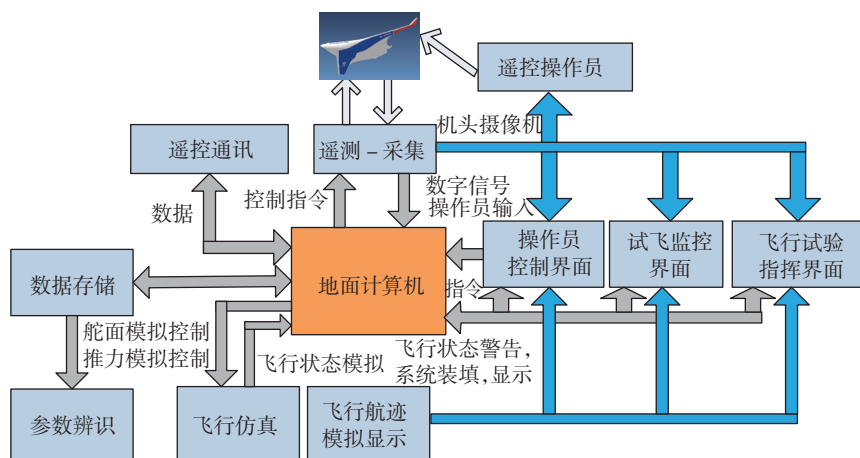 遥控操作员
机头摄像机
遥控通讯
遥测－采集
数据
控制指令
数字信号
操作员输入
操作员
控制界面
试飞监控
界面
飞行试验
指挥界面
数据存储
地面计算机
指令
舵面模拟控制
推力模拟控制
飞行状态模拟
飞行状态警告，
系统装填，显示
参数辨识
飞行仿真
飞行航迹
模拟显示